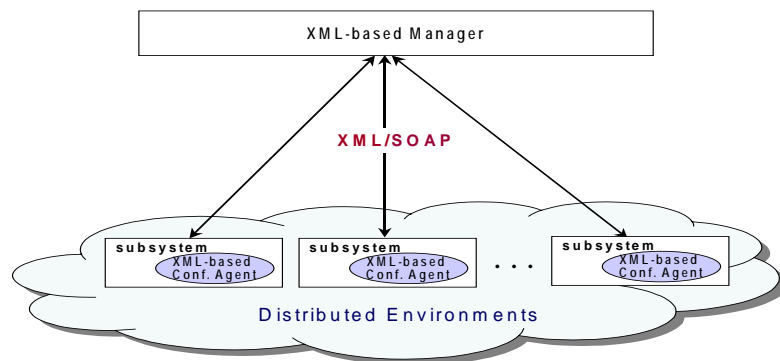 XML-based Manager
XML/SOAP
subsystem
XML-based
Conf. Agent
subsystem
XML-based
Conf. Agent
. . .
subsystem
XML-based
Conf. Agent
Distributed Environments